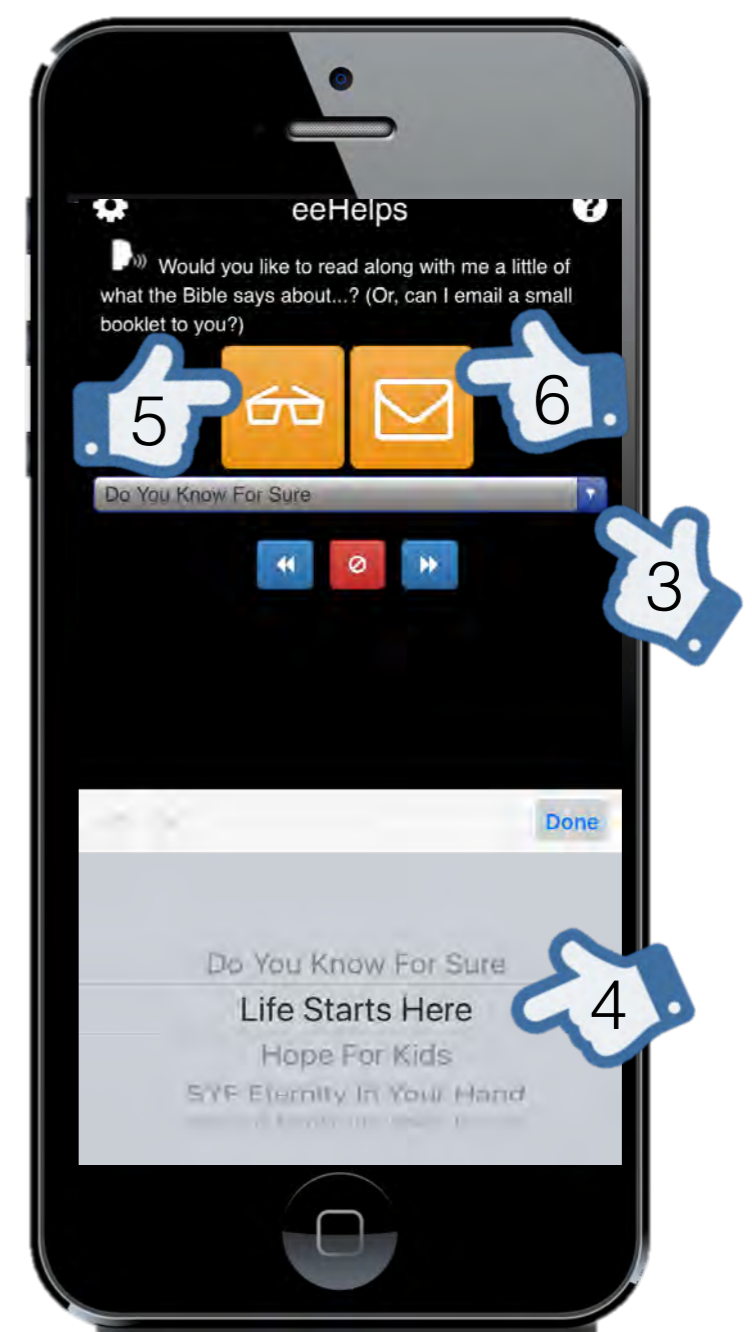 eeHelps
Would you like to read along with me a little of
what the Bible says about...? (Or, can I email a small
booklet to you?)
5
6
Do You Know For Sure
3
Done
Do You Know For Sure
Life Starts Here
4
Hope For Kids
SYF Eternity In Your Hand